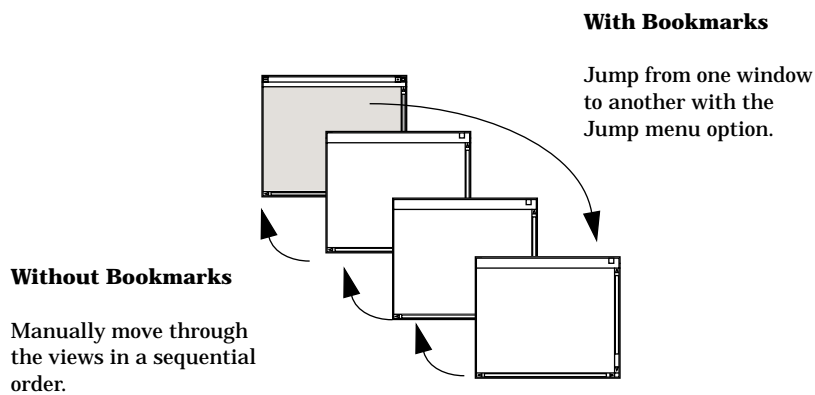 With Bookmarks
Jump from one window
to another with the
Jump menu option.
Without Bookmarks
Manually move through
the views in a sequential
order.